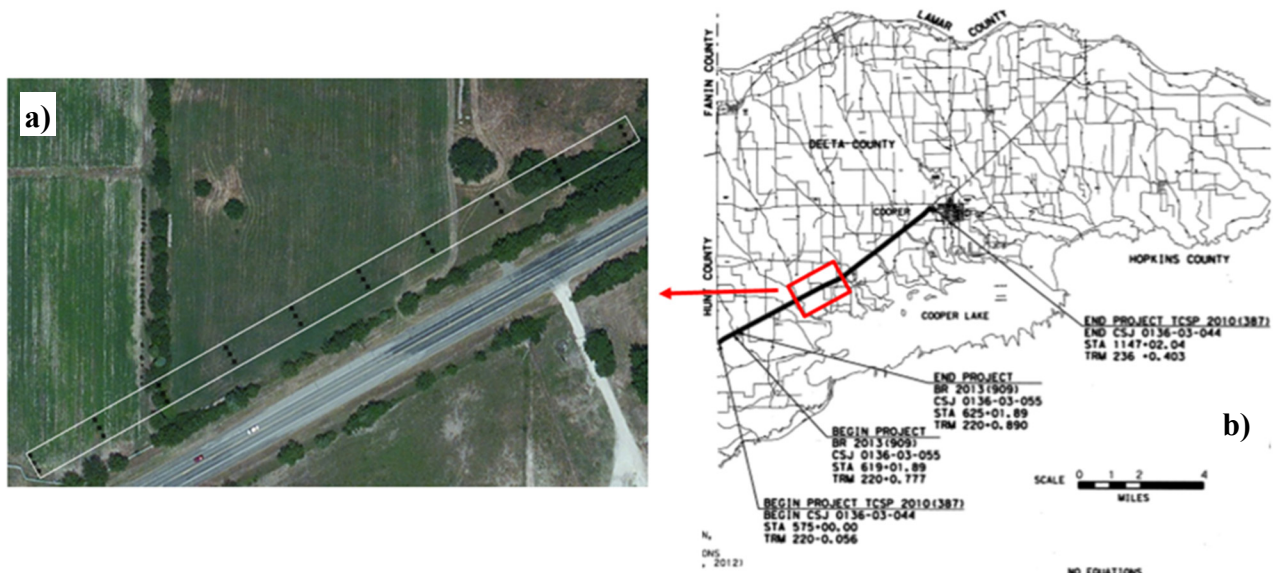 a)
LAMAR
COUNTY
FANIN COUNTY
DELTA COUNTY
COOPER
HUNT COUNTY
HOPKINS COUNTY
COOPER LAKE
END PROJECT TCSP 2010(387)
END CSJ 0136-03-044
STA 1147+02.04
TRM 236 +0.403
END PROJECT
BR 2013(909)
CSJ 0136-03-055
STA 625+01.89
TRM 220+0.890
b)
BEGIN PROJECT
BR 2013(909)
CSJ 0136-03-055
STA 619+01.89
TRM 220+0.777
SCALE 0 1 2 4
MILES
BEGIN PROJECT TCSP 2010(387)
BEGIN CSJ 0136-03-044
STA 575+00.00
TRM 220-0.056
N,
ONS
, 2012)
NO EQUATIONS